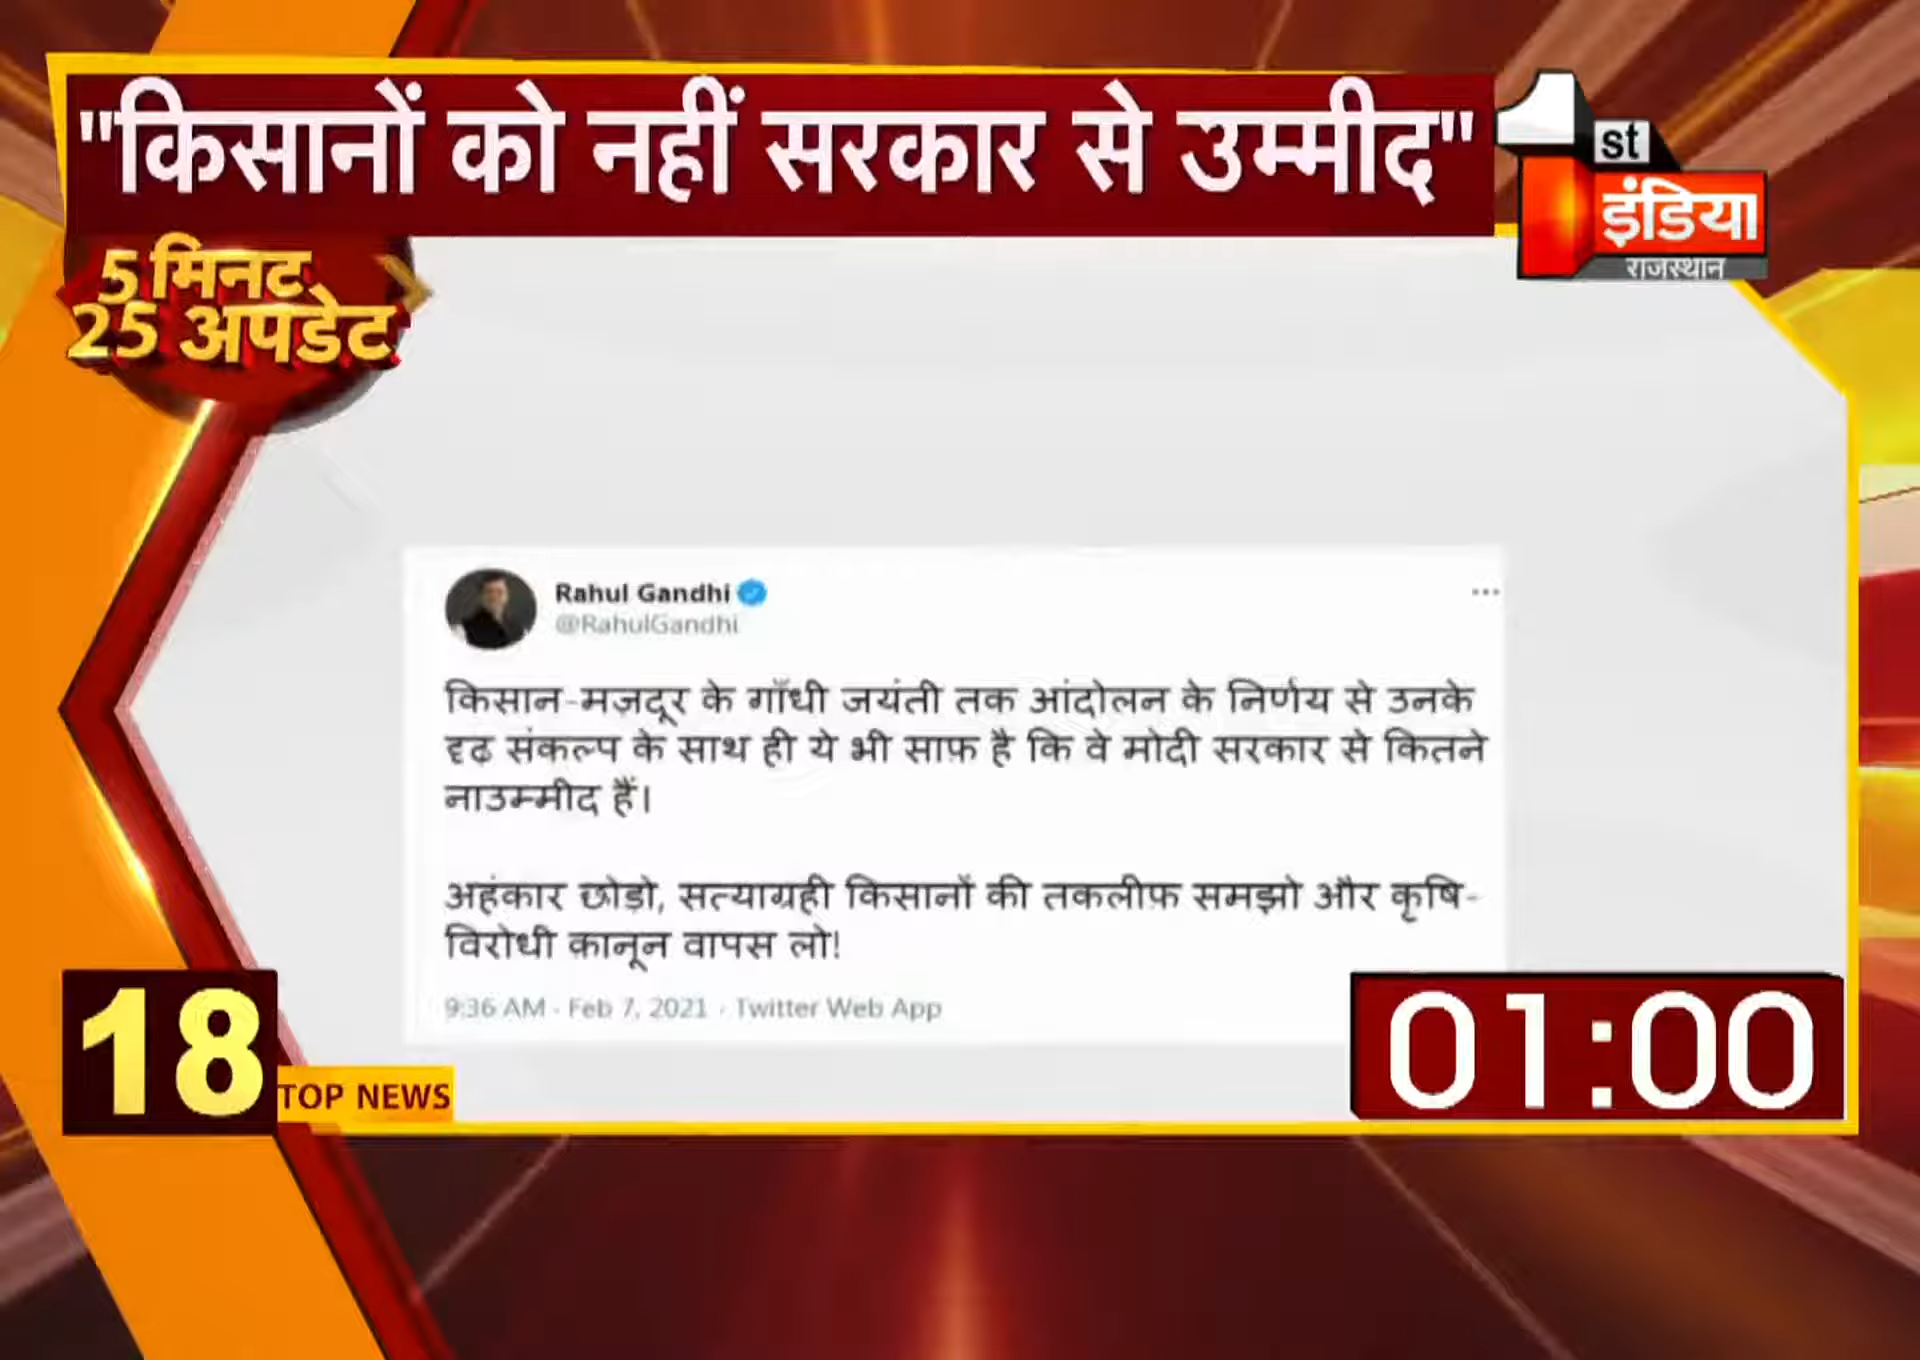 "किसानों को नहीं सरकार से उम्मीद"
1st
इंडिया
राजस्थान
5 मिनट
25 अपडेट
Rahul Gandhi
@RahulGandhi
किसान-मज़दूर के गाँधी जयंती तक आंदोलन के निर्णय से उनके
दृढ संकल्प के साथ ही ये भी साफ़ है कि वे मोदी सरकार से कितने
नाउम्मीद हैं।
अहंकार छोड़ो, सत्याग्रही किसानों की तकलीफ़ समझो और कृषि-
विरोधी क़ानून वापस लो!
9:36 AM · Feb 7, 2021 · Twitter Web App
18
TOP NEWS
01:00